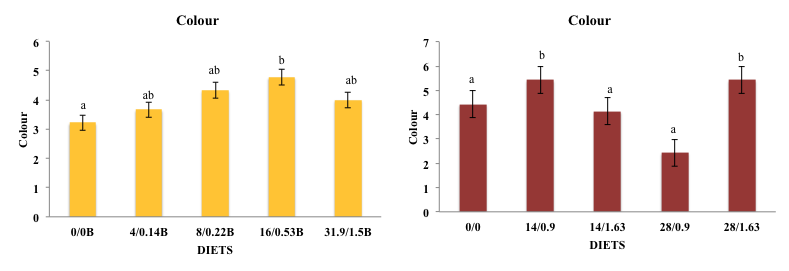 Colour
6
5
4
3
2
1
0
Colour
a
ab
ab
b
ab
0/0B 4/0.14B 8/0.22B 16/0.53B 31.9/1.5B
DIETS
Colour
7
6
5
4
3
2
1
0
Colour
a
b
a
a
b
0/0 14/0.9 14/1.63 28/0.9 28/1.63
DIETS